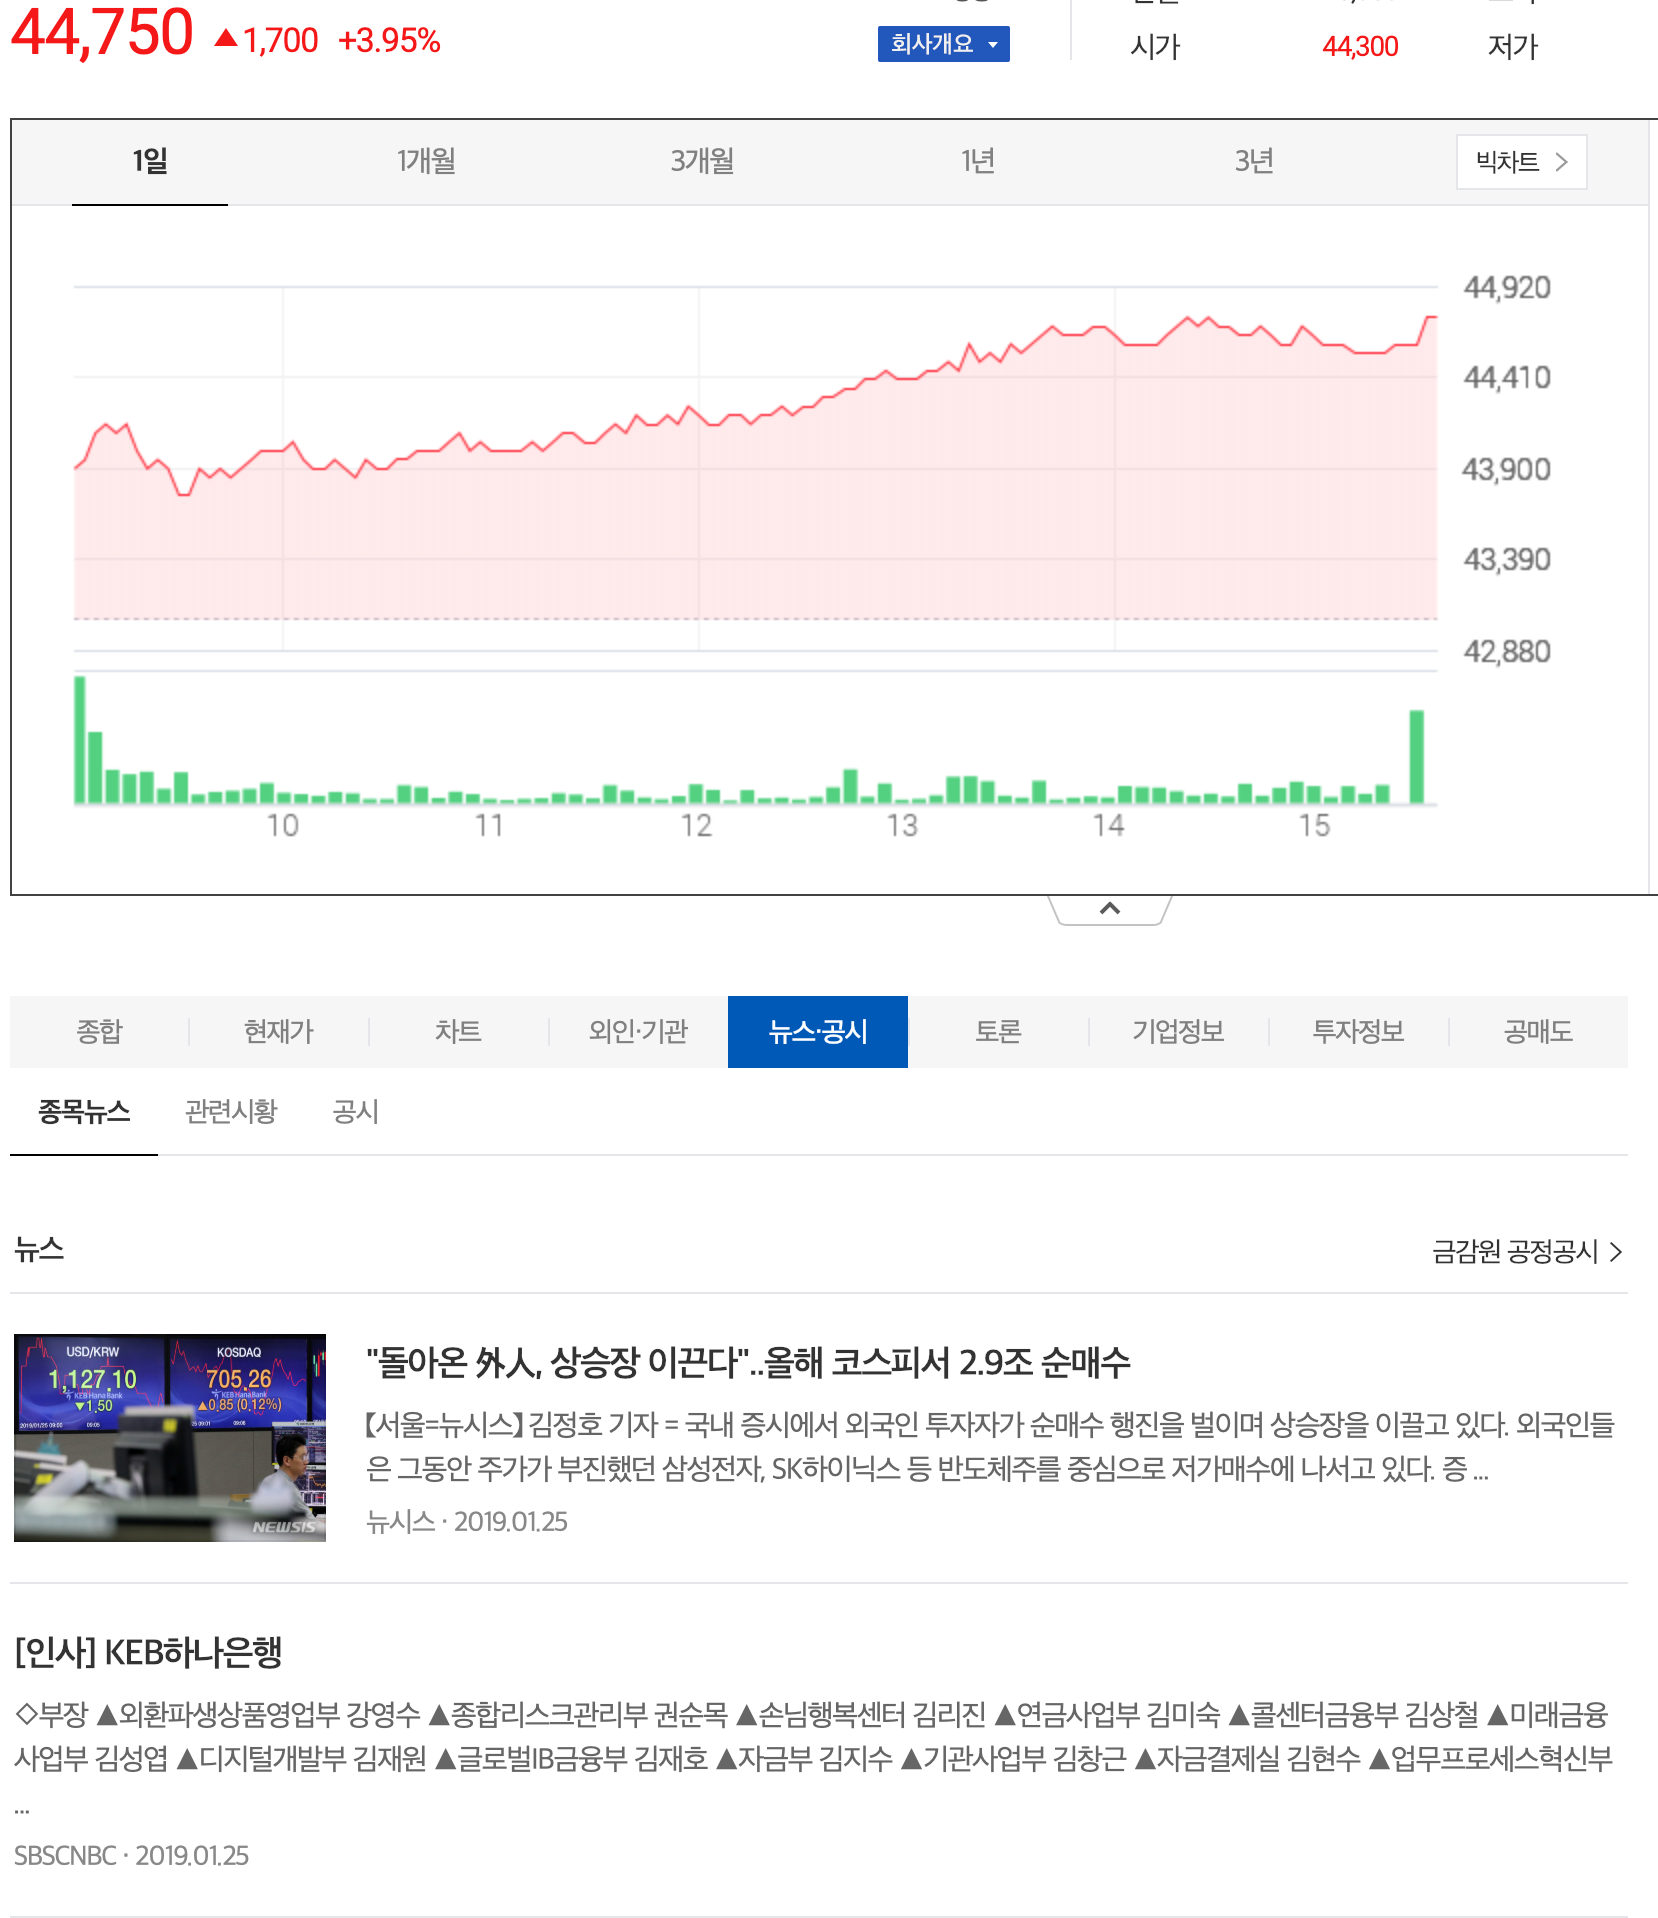 44,750 ▲1,700 +3.95%
회사개요
시가 44,300 저가
1일 1개월 3개월 1년 3년 빅차트
44,920
44,410
43,900
43,390
42,880
10 11 12 13 14 15
종합 현재가 차트 외인·기관 뉴스·공시 토론 기업정보 투자정보 공매도
종목뉴스 관련시황 공시
뉴스 금감원 공정공시
USD/KRW KOSDAQ
1,127.10 705.26
KEB Hana Bank KEB Hana Bank
▼1.50 ▲0.85 (0.12%)
2019/01/25 09:00
NEWSIS
"돌아온 外人, 상승장 이끈다"..올해 코스피서 2.9조 순매수
【서울=뉴시스】김정호 기자 = 국내 증시에서 외국인 투자자가 순매수 행진을 벌이며 상승장을 이끌고 있다. 외국인들
은 그동안 주가가 부진했던 삼성전자, SK하이닉스 등 반도체주를 중심으로 저가매수에 나서고 있다. 증 ...
뉴시스 · 2019.01.25
[인사] KEB하나은행
◇부장 ▲외환파생상품영업부 강영수 ▲종합리스크관리부 권순목 ▲손님행복센터 김리진 ▲연금사업부 김미숙 ▲콜센터금융부 김상철 ▲미래금융
사업부 김성엽 ▲디지털개발부 김재원 ▲글로벌IB금융부 김재호 ▲자금부 김지수 ▲기관사업부 김창근 ▲자금결제실 김현수 ▲업무프로세스혁신부
...
SBSCNBC · 2019.01.25